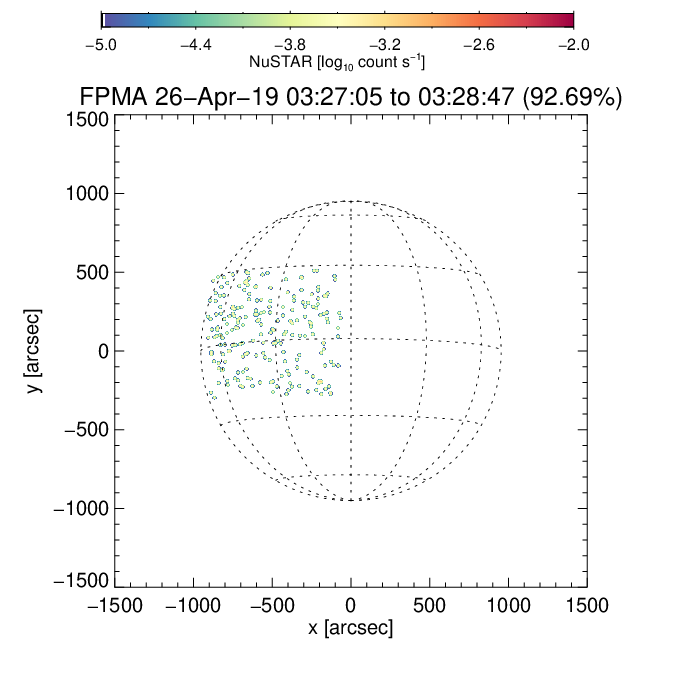 −5.0 −4.4 −3.8 −3.2 −2.6 −2.0
NuSTAR [log₁₀ count s⁻¹]
FPMA 26−Apr−19 03:27:05 to 03:28:47 (92.69%)
1500
1000
500
0
−500
−1000
−1500
y [arcsec]
−1500 −1000 −500 0 500 1000 1500
x [arcsec]